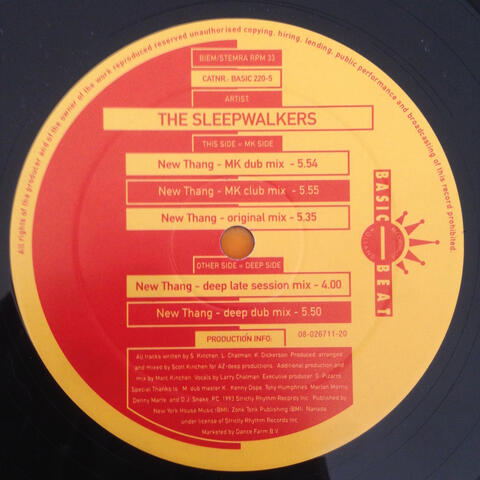 All rights of the producer and of the owner of the work reproduced reserved unauthorised copying, hiring, lending, public performance and broadcasting of this record prohibited.
BIEM/STEMRA RPM 33
CATNR.: BASIC 220-5
ARTIST:
THE SLEEPWALKERS
THIS SIDE = MK SIDE
New Thang - MK dub mix - 5.54
New Thang - MK club mix - 5.55
New Thang - original mix - 5.35
BASIC BEAT
OTHER SIDE = DEEP SIDE
New Thang - deep late session mix - 4.00
New Thang - deep dub mix - 5.50
PRODUCTION INFO:
08-026711-20
All tracks written by S. Kinchen, L. Chatman, K. Dickerson. Produced, arranged
and mixed by Scott Kinchen for AZ-deep productions. Additional production and
mix by Marc Kinchen. Vocals by Larry Chatman. Executive producer: G. Pizarro.
Special Thanks to: M. dub master K., Kenny Dope, Tony Humphries, Marlon Morris,
Denny Marte and D.J. Snake. P.C. 1993 Strictly Rhythm Records Inc. Published by
New York House Music (BMI), Zonk Tonk Publishing (BMI), Nanada
under license of Strictly Rhythm Records Inc.
Marketed by Dance Farm B.V.